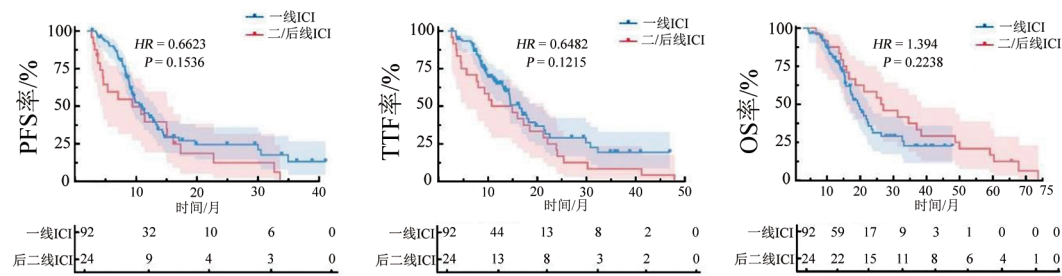 PFS率/%
100
75
50
25
0
10
20
30
40
时间/月
一线ICI
二/后线ICI
HR = 0.6623
P = 0.1536
一线ICI 92 32 10 6 0
后二线ICI 24 9 4 3 0
TTF率/%
100
75
50
25
0
10
20
30
40
50
时间/月
一线ICI
二/后线ICI
HR = 0.6482
P = 0.1215
一线ICI 92 44 13 8 2 0
后二线ICI 24 13 8 3 2 0
OS率/%
100
75
50
25
0
10
20
30
40
50
60
70
75
时间/月
一线ICI
二/后线ICI
HR = 1.394
P = 0.2238
一线ICI 92 59 17 9 3 1 0 0 0
后二线ICI 24 22 15 11 8 6 4 1 0